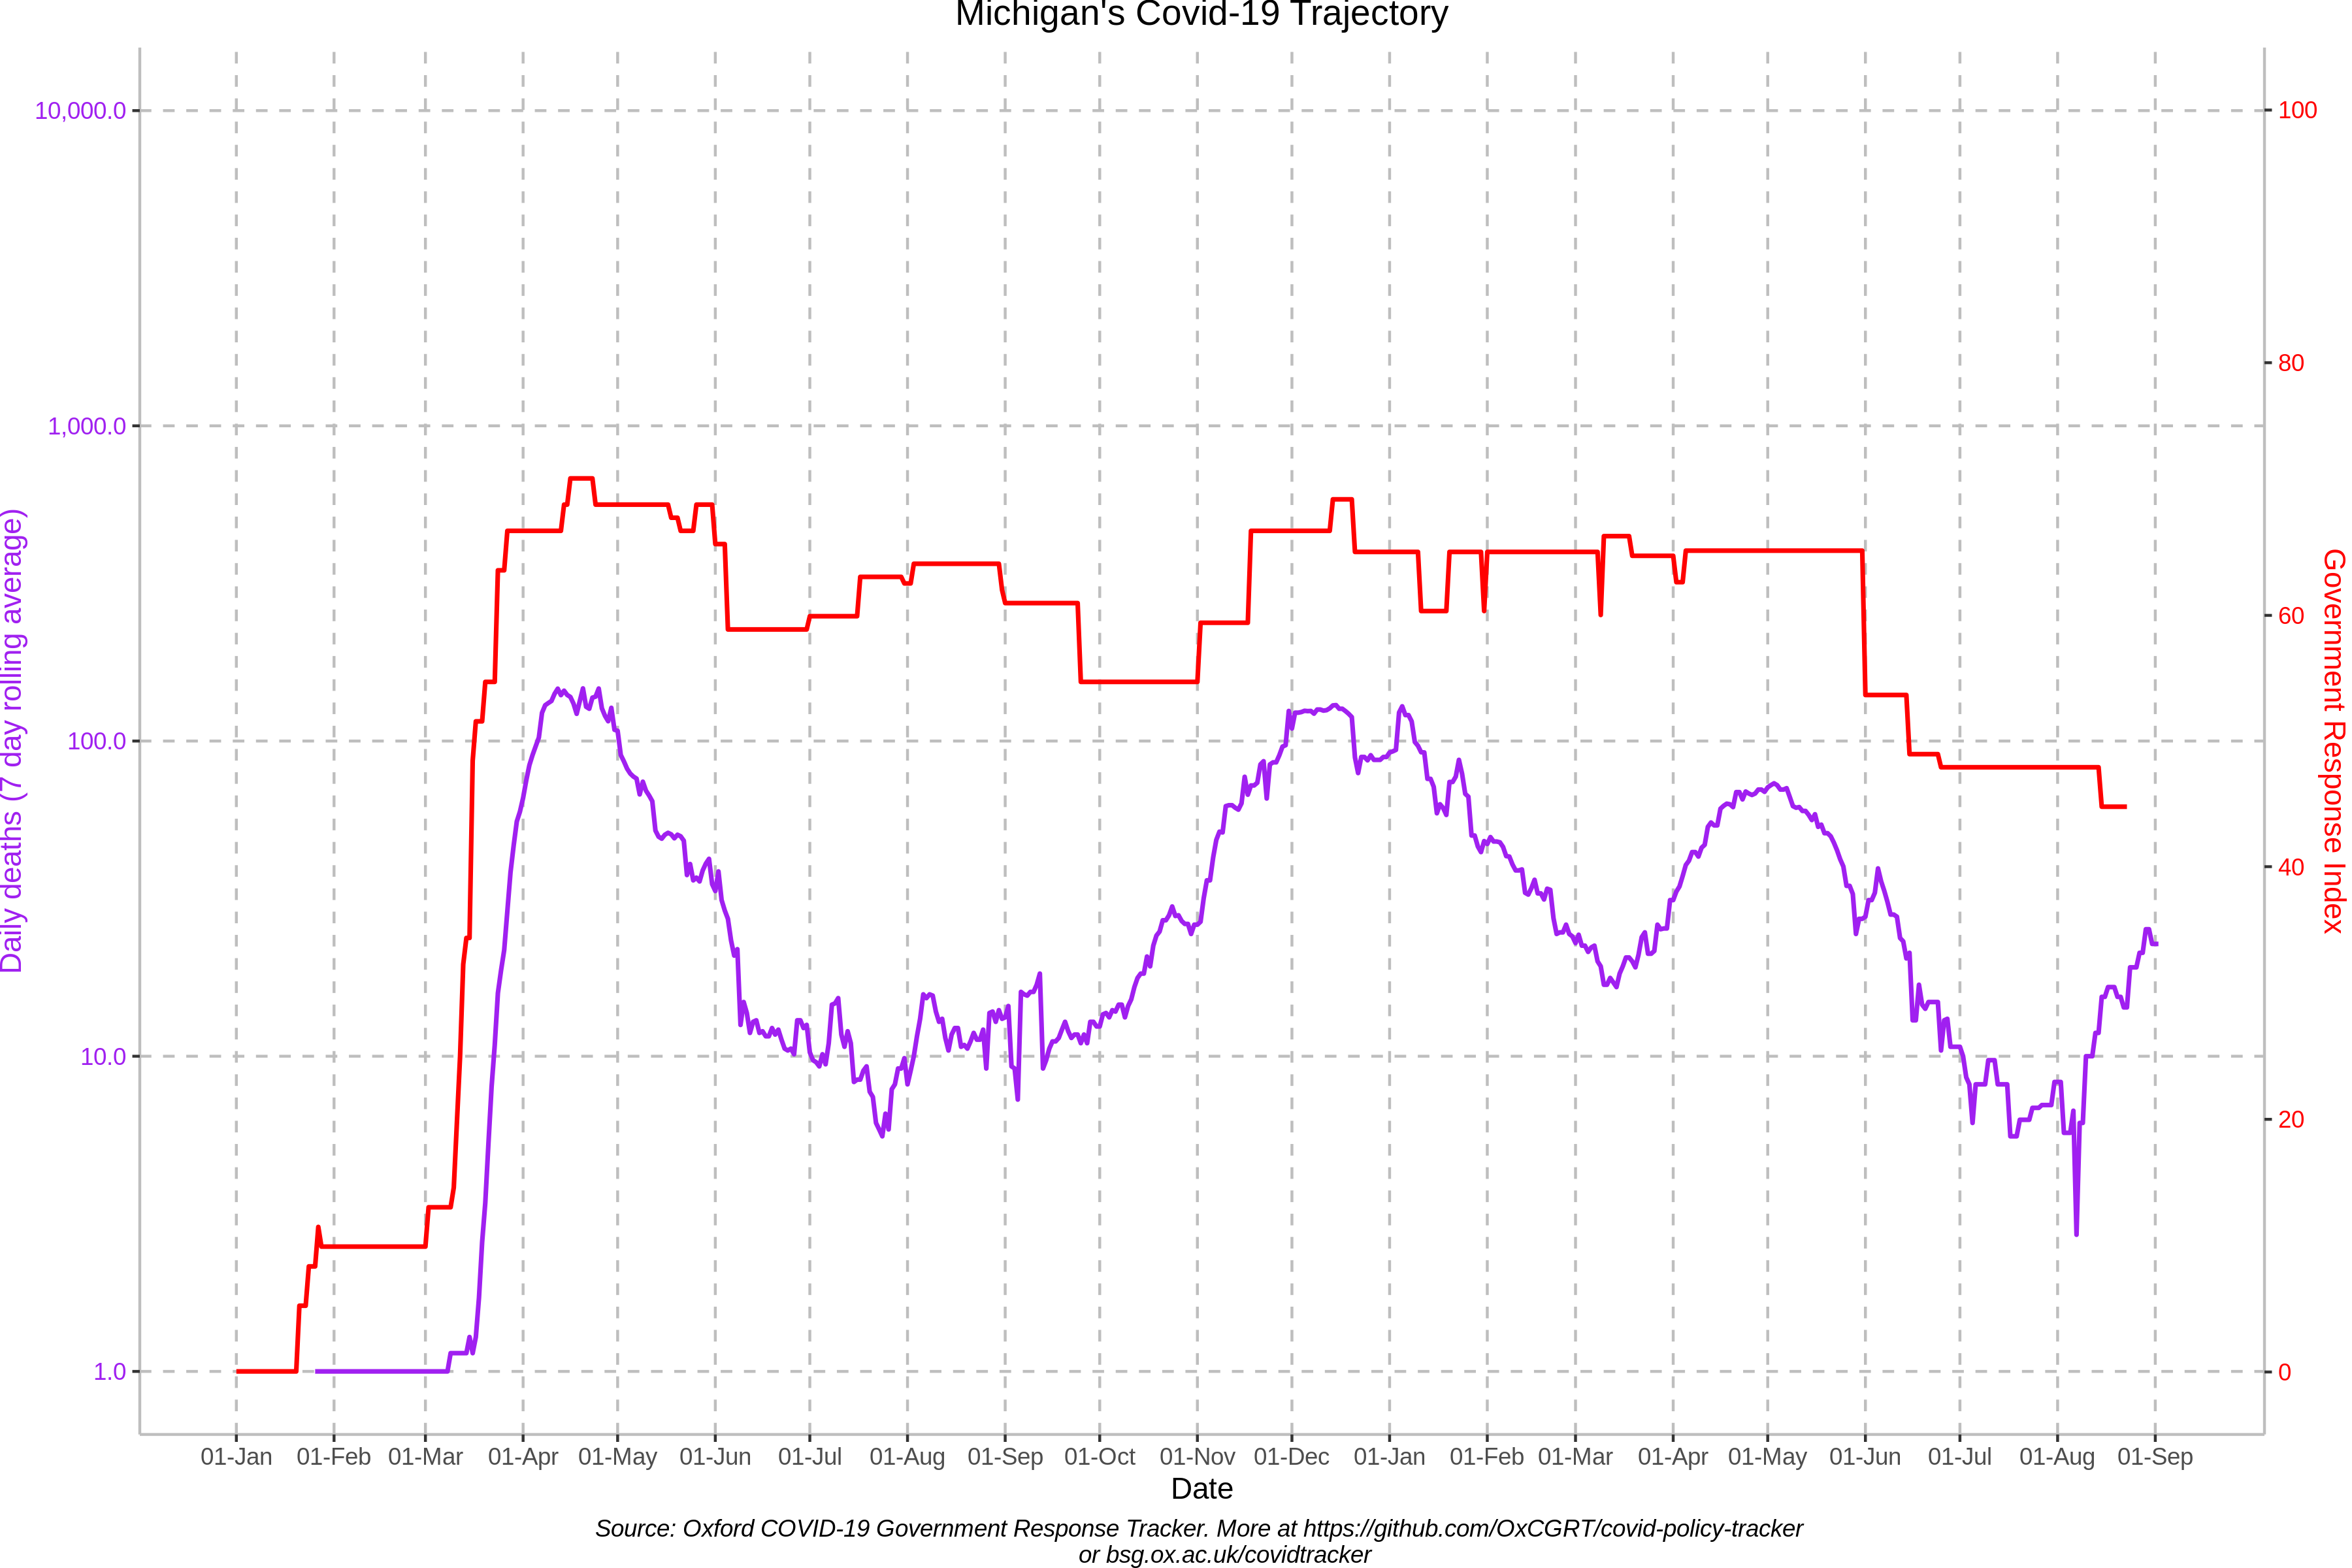 Michigan's Covid-19 Trajectory
10,000.0
1,000.0
100.0
10.0
1.0
Daily deaths (7 day rolling average)
100
80
60
40
20
0
Government Response Index
01-Jan 01-Feb 01-Mar 01-Apr 01-May 01-Jun 01-Jul 01-Aug 01-Sep 01-Oct 01-Nov 01-Dec 01-Jan 01-Feb 01-Mar 01-Apr 01-May 01-Jun 01-Jul 01-Aug 01-Sep
Date
Source: Oxford COVID-19 Government Response Tracker. More at https://github.com/OxCGRT/covid-policy-tracker
or bsg.ox.ac.uk/covidtracker